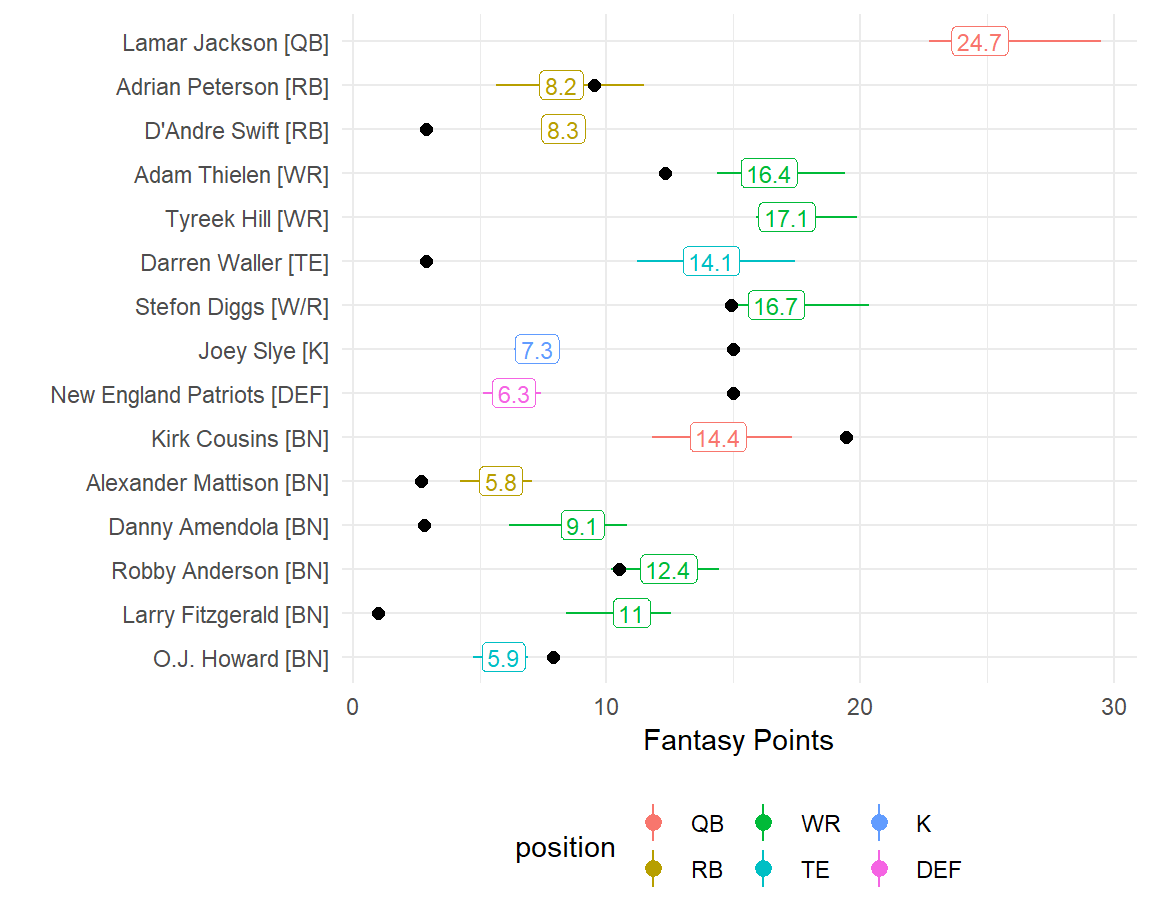 Lamar Jackson [QB] 24.7
Adrian Peterson [RB] 8.2
D'Andre Swift [RB] 8.3
Adam Thielen [WR] 16.4
Tyreek Hill [WR] 17.1
Darren Waller [TE] 14.1
Stefon Diggs [W/R] 16.7
Joey Slye [K] 7.3
New England Patriots [DEF] 6.3
Kirk Cousins [BN] 14.4
Alexander Mattison [BN] 5.8
Danny Amendola [BN] 9.1
Robby Anderson [BN] 12.4
Larry Fitzgerald [BN] 11
O.J. Howard [BN] 5.9
0 10 20 30
Fantasy Points
position
QB WR K
RB TE DEF